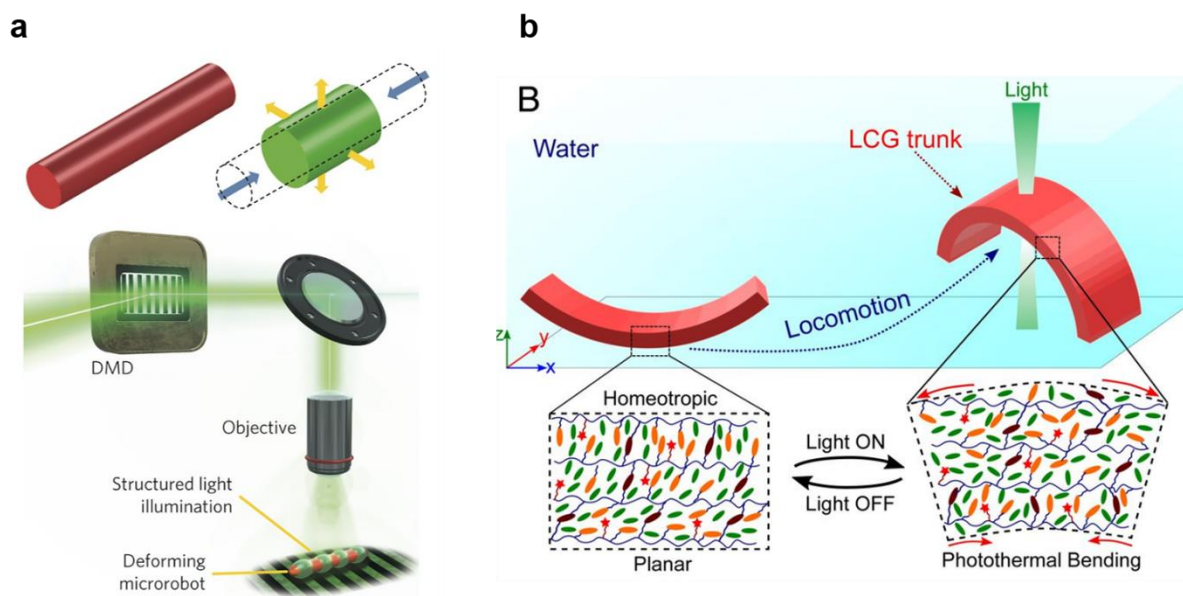 a
DMD
Objective
Structured light
illumination
Deforming
microrobot
b
B
Light
Water
LCG trunk
Locomotion
z
y
x
Homeotropic
Planar
Light ON
Light OFF
Photothermal Bending